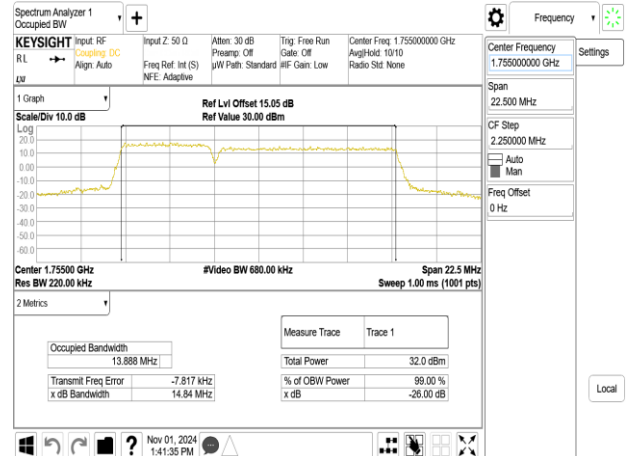 Spectrum Analyzer 1
Occupied BW
Frequency
KEYSIGHT Input: RF Input Z: 50 Ω Atten: 30 dB Trig: Free Run Center Freq: 1.755000000 GHz
RL Coupling: DC Preamp: Off Gate: Off Avg|Hold: 10/10
Align: Auto Freq Ref: Int (S) µW Path: Standard #IF Gain: Low Radio Std: None
LXI NFE: Adaptive
Center Frequency
1.755000000 GHz
Settings
Span
22.500 MHz
CF Step
2.250000 MHz
Auto
Man
Freq Offset
0 Hz
Local
1 Graph
Ref Lvl Offset 15.05 dB
Scale/Div 10.0 dB Ref Value 30.00 dBm
Log
20.0
10.0
0.00
-10.0
-20.0
-30.0
-40.0
-50.0
-60.0
Center 1.75500 GHz #Video BW 680.00 kHz Span 22.5 MHz
Res BW 220.00 kHz Sweep 1.00 ms (1001 pts)
2 Metrics
Measure Trace Trace 1
Occupied Bandwidth
13.888 MHz Total Power 32.0 dBm
Transmit Freq Error -7.817 kHz % of OBW Power 99.00 %
x dB Bandwidth 14.84 MHz x dB -26.00 dB
Nov 01, 2024
1:41:35 PM